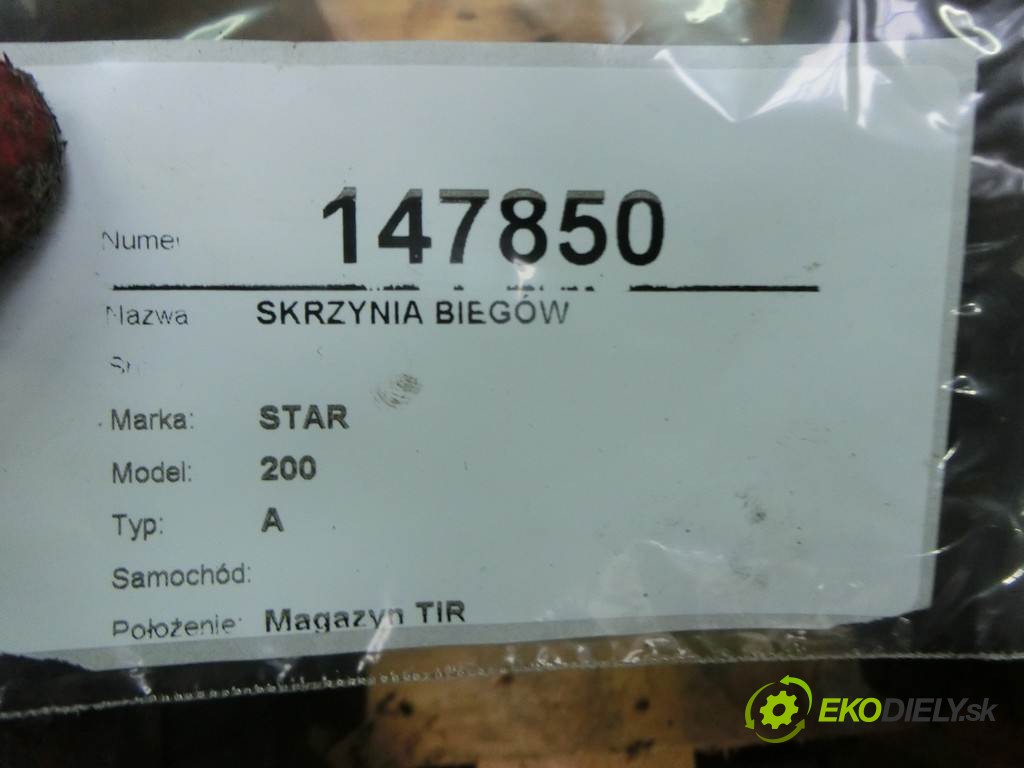 Numer 147850
Nazwa SKRZYNIA BIEGÓW
Marka: STAR
Model: 200
Typ: A
Samochód:
Położenie: Magazyn TIR
EKODIELY.sk